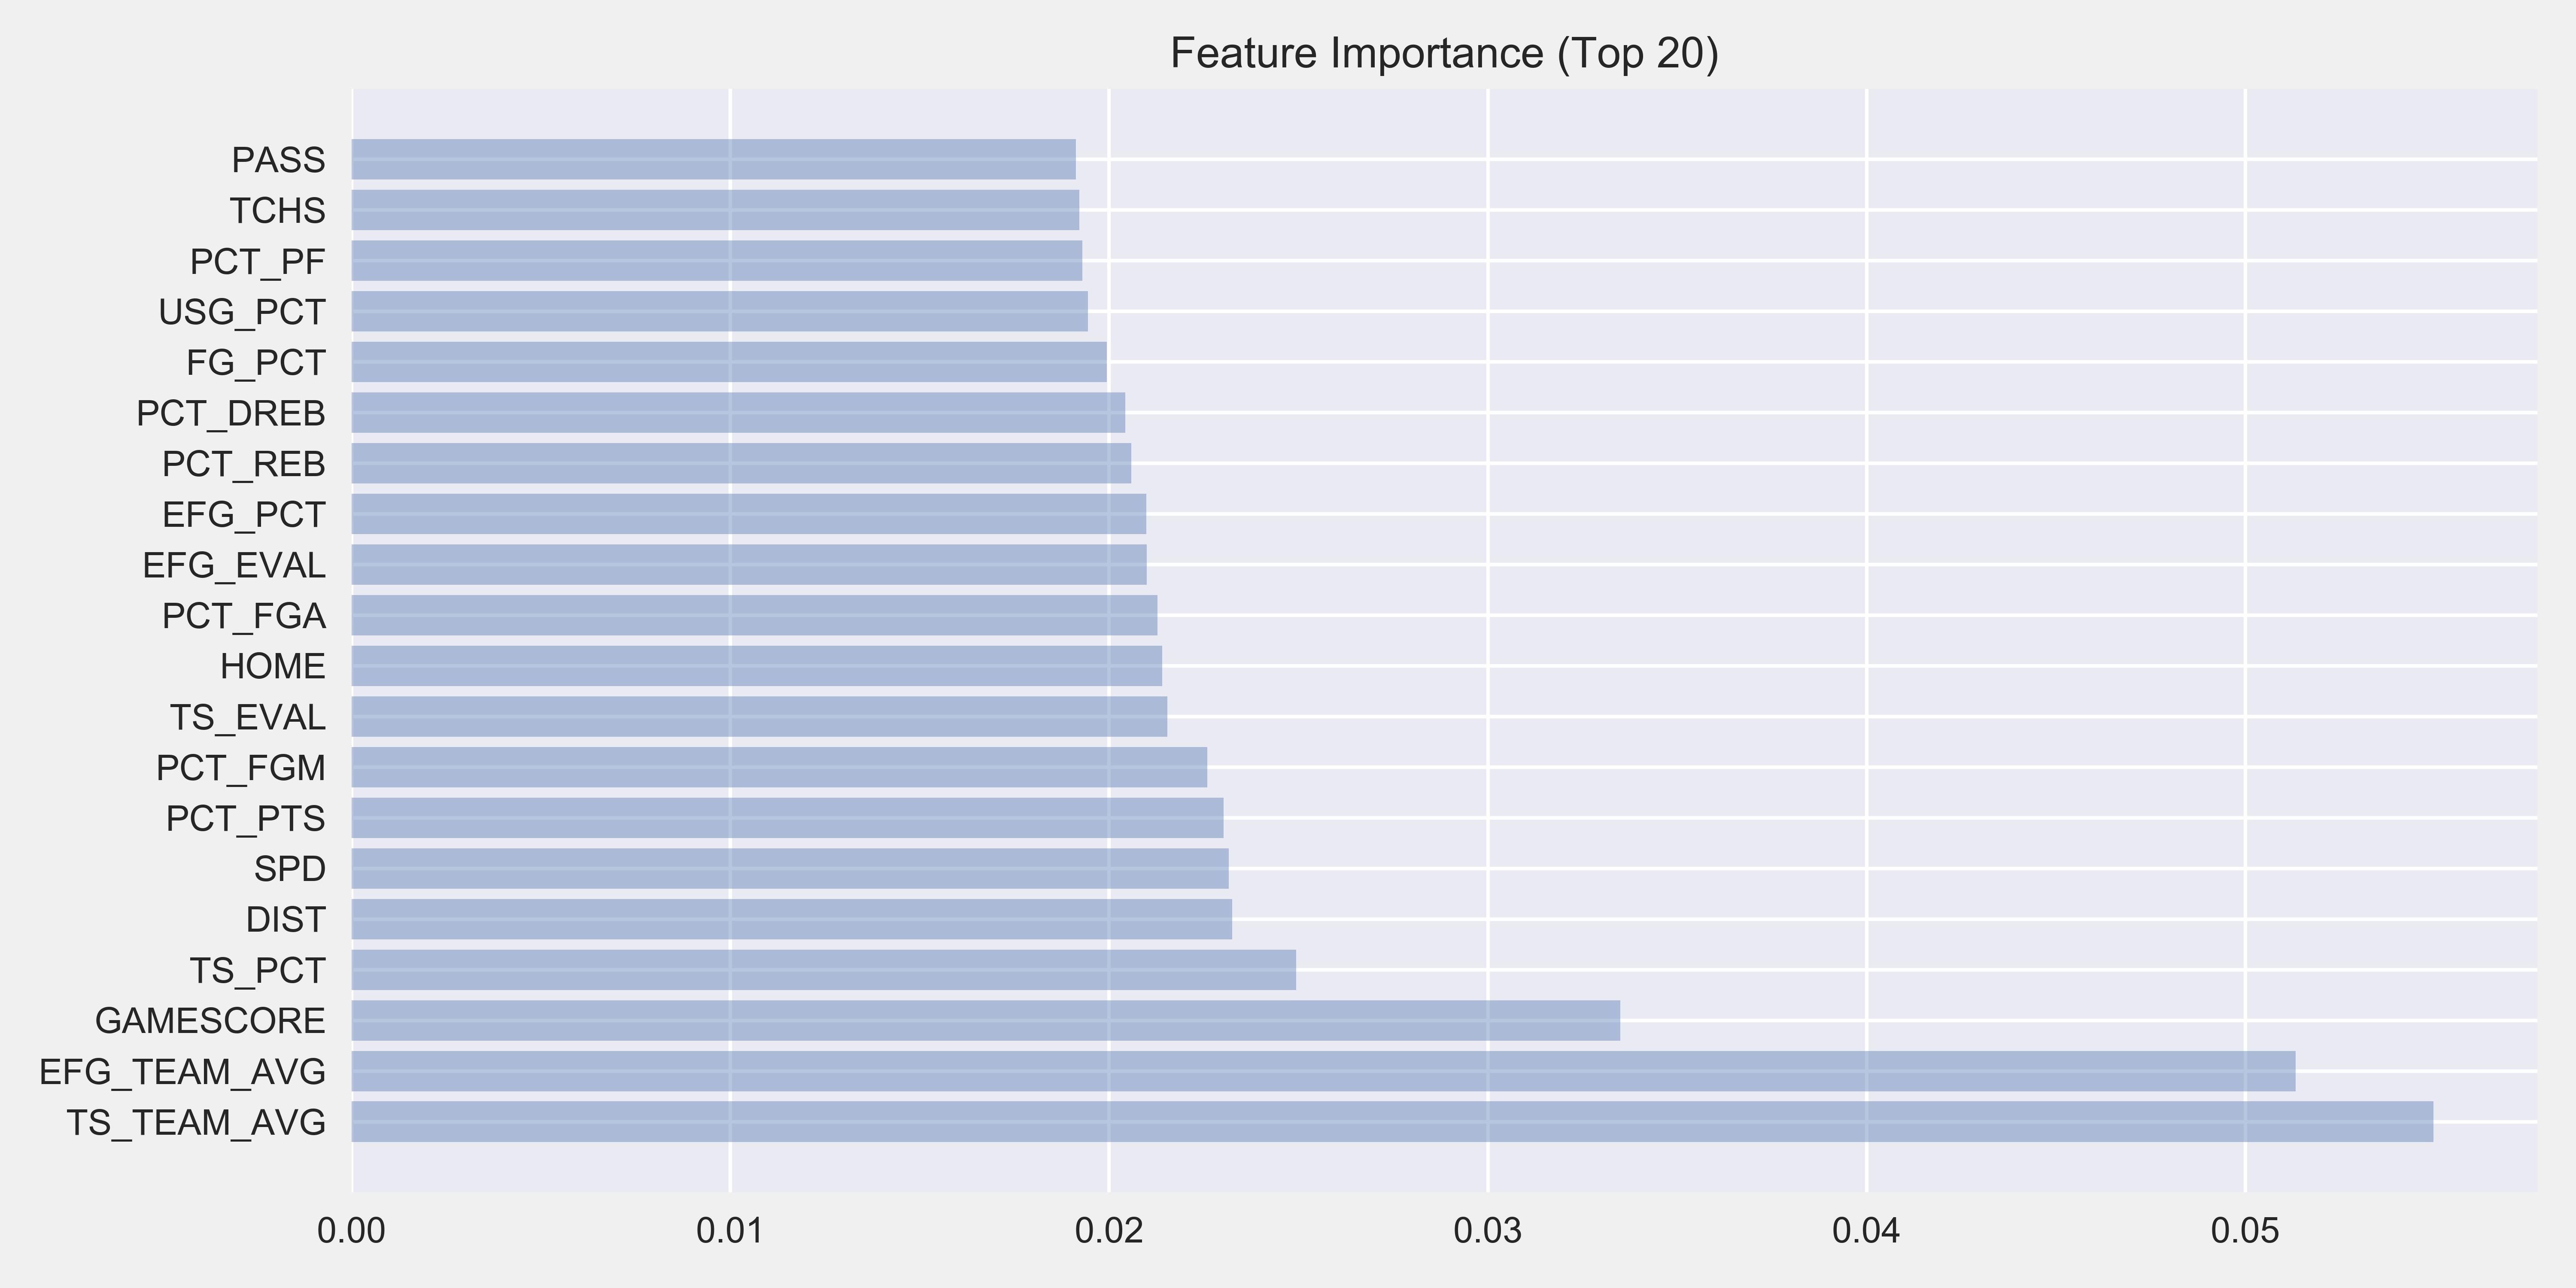 Feature Importance (Top 20)
PASS
TCHS
PCT_PF
USG_PCT
FG_PCT
PCT_DREB
PCT_REB
EFG_PCT
EFG_EVAL
PCT_FGA
HOME
TS_EVAL
PCT_FGM
PCT_PTS
SPD
DIST
TS_PCT
GAMESCORE
EFG_TEAM_AVG
TS_TEAM_AVG
0.00 0.01 0.02 0.03 0.04 0.05